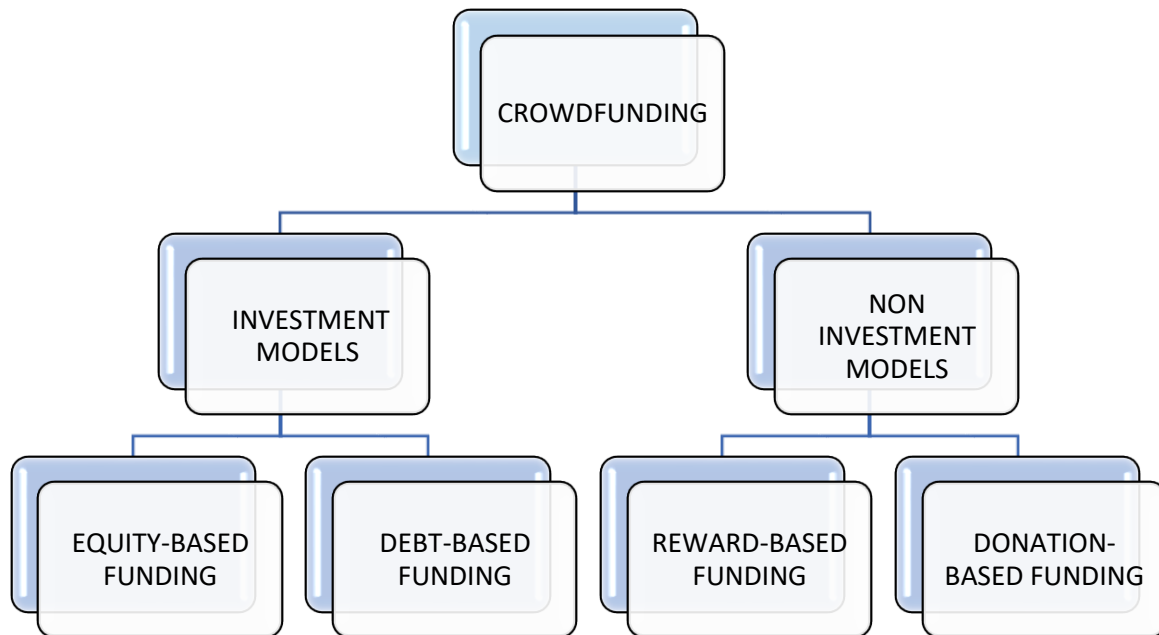 CROWDFUNDING
INVESTMENT
MODELS
NON
INVESTMENT
MODELS
EQUITY-BASED
FUNDING
DEBT-BASED
FUNDING
REWARD-BASED
FUNDING
DONATION-
BASED FUNDING